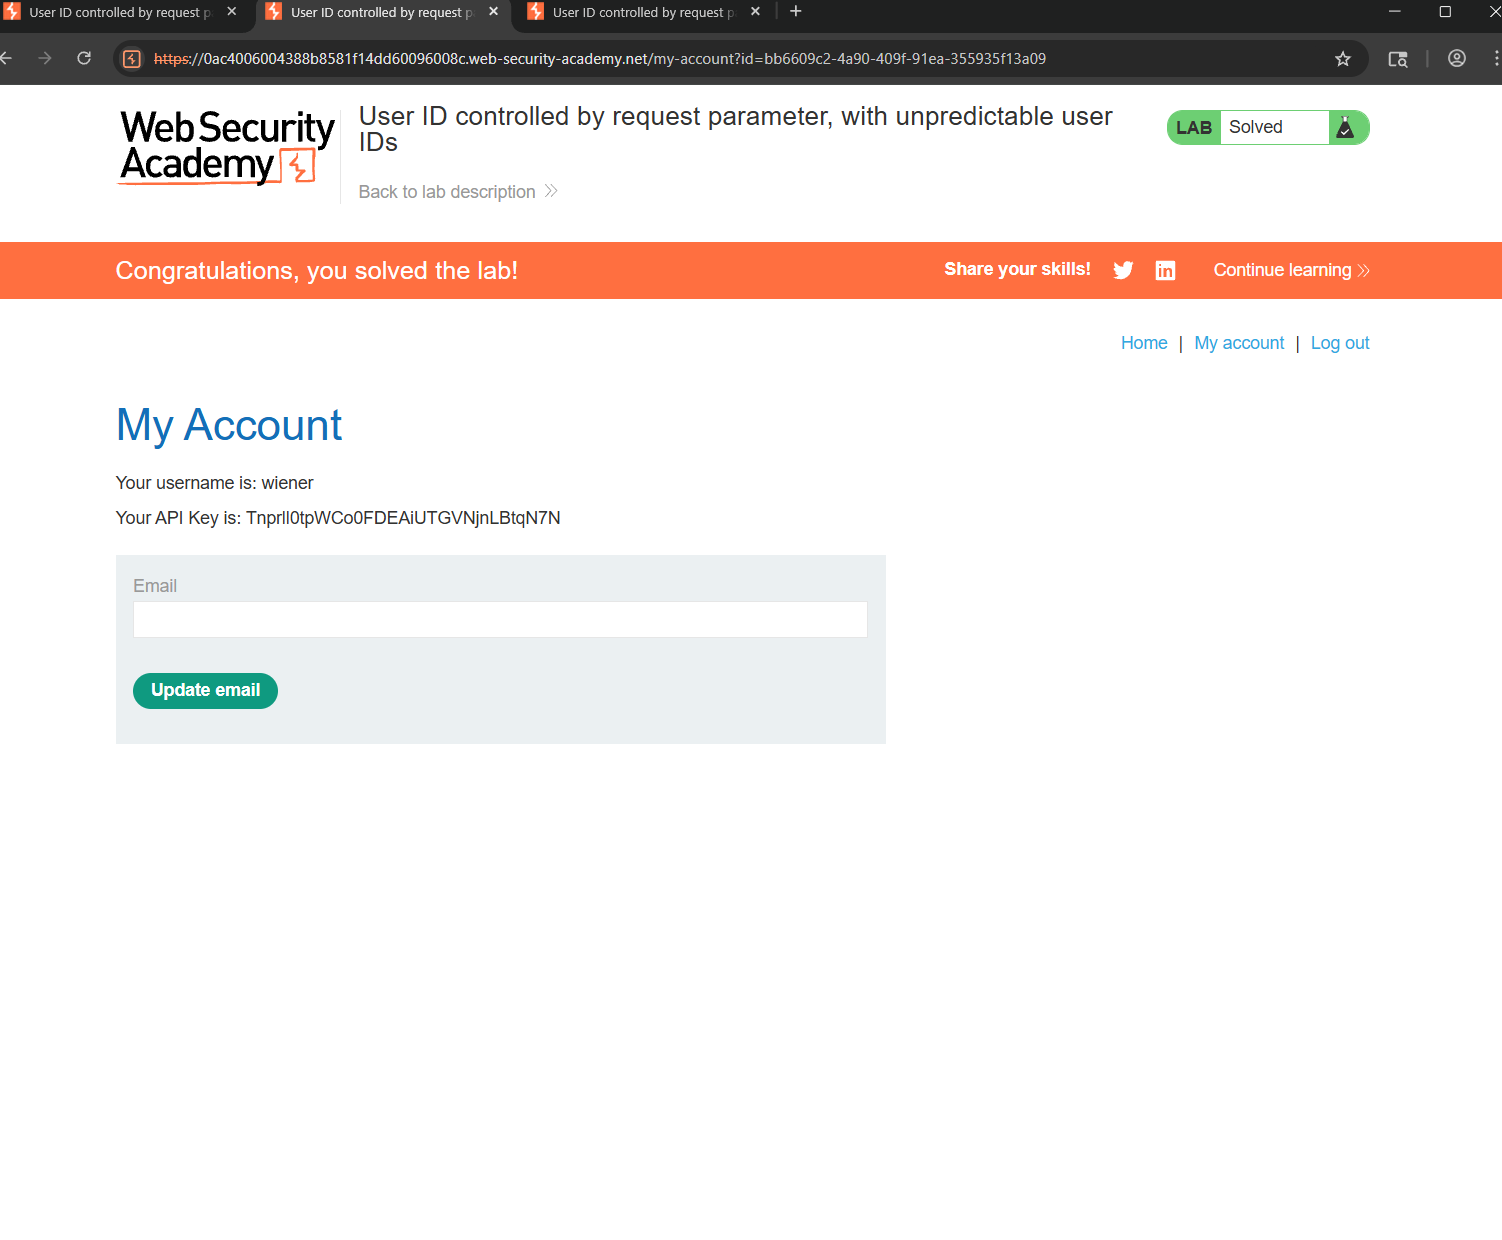 User ID controlled by request p
User ID controlled by request p
User ID controlled by request p
https://0ac4006004388b8581f14dd60096008c.web-security-academy.net/my-account?id=bb6609c2-4a90-409f-91ea-355935f13a09
Web Security
Academy
User ID controlled by request parameter, with unpredictable user
IDs
Back to lab description
LAB Solved
Congratulations, you solved the lab!
Share your skills!
Continue learning
Home | My account | Log out
My Account
Your username is: wiener
Your API Key is: Tnprll0tpWCo0FDEAiUTGVNjnLBtqN7N
Email
Update email